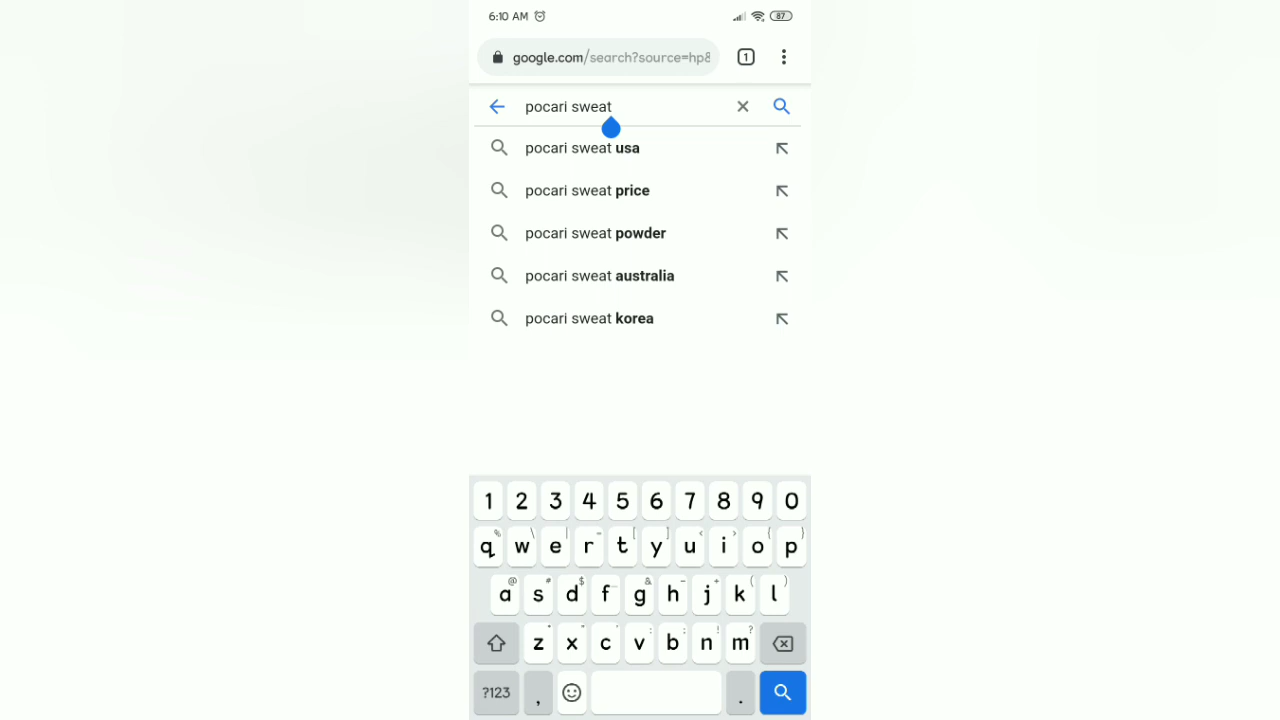 6:10 AM 87
google.com/search?source=hp& 1
pocari sweat
pocari sweat usa
pocari sweat price
pocari sweat powder
pocari sweat australia
pocari sweat korea
1 2 3 4 5 6 7 8 9 0
q w e r t y u i o p
a s d f g h j k l
z x c v b n m
?123 , .